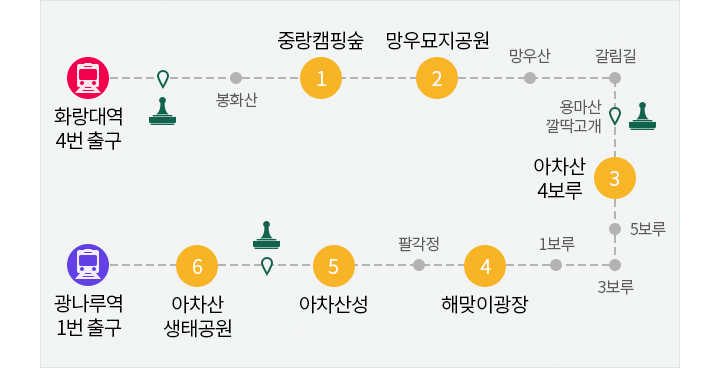 중랑캠핑숲
망우묘지공원
망우산
갈림길
1
2
봉화산
화랑대역
4번 출구
용마산
깔딱고개
아차산
4보루
3
5보루
3보루
1보루
4
해맞이광장
팔각정
5
아차산성
6
아차산
생태공원
광나루역
1번 출구